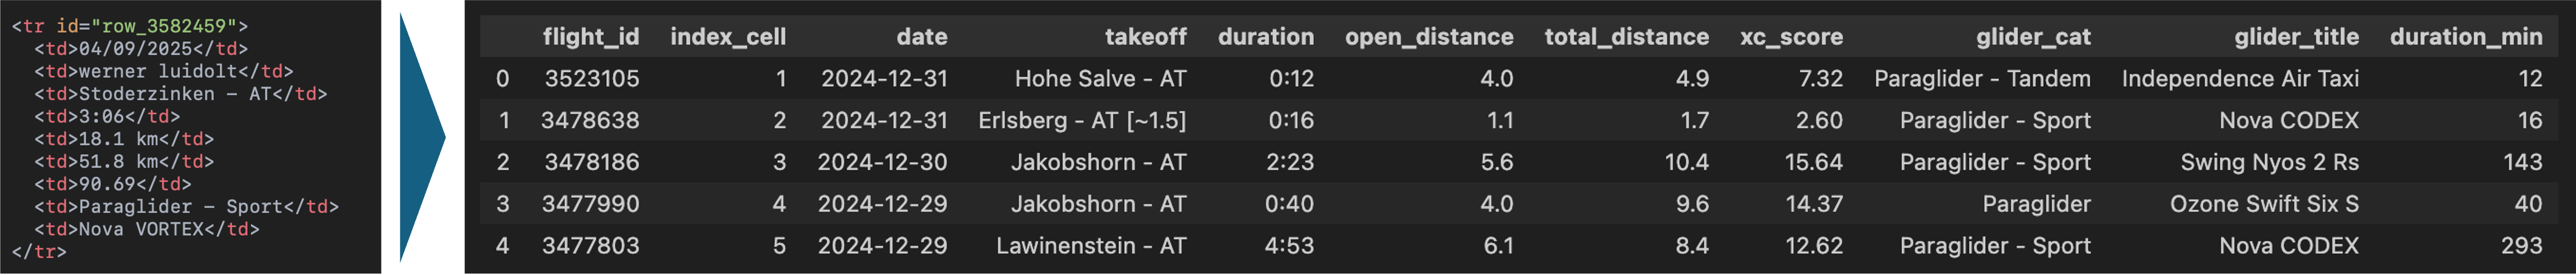 <tr id="row_3582459">
<td>04/09/2025</td>
<td>werner luidolt</td>
<td>Stoderzinken – AT</td>
<td>3:06</td>
<td>18.1 km</td>
<td>51.8 km</td>
<td>90.69</td>
<td>Paraglider – Sport</td>
<td>Nova VORTEX</td>
</tr>
flight_id index_cell date takeoff duration open_distance total_distance xc_score glider_cat glider_title duration_min
0 3523105 1 2024-12-31 Hohe Salve - AT 0:12 4.0 4.9 7.32 Paraglider - Tandem Independence Air Taxi 12
1 3478638 2 2024-12-31 Erlsberg - AT [~1.5] 0:16 1.1 1.7 2.60 Paraglider - Sport Nova CODEX 16
2 3478186 3 2024-12-30 Jakobshorn - AT 2:23 5.6 10.4 15.64 Paraglider - Sport Swing Nyos 2 Rs 143
3 3477990 4 2024-12-29 Jakobshorn - AT 0:40 4.0 9.6 14.37 Paraglider Ozone Swift Six S 40
4 3477803 5 2024-12-29 Lawinenstein - AT 4:53 6.1 8.4 12.62 Paraglider - Sport Nova CODEX 293